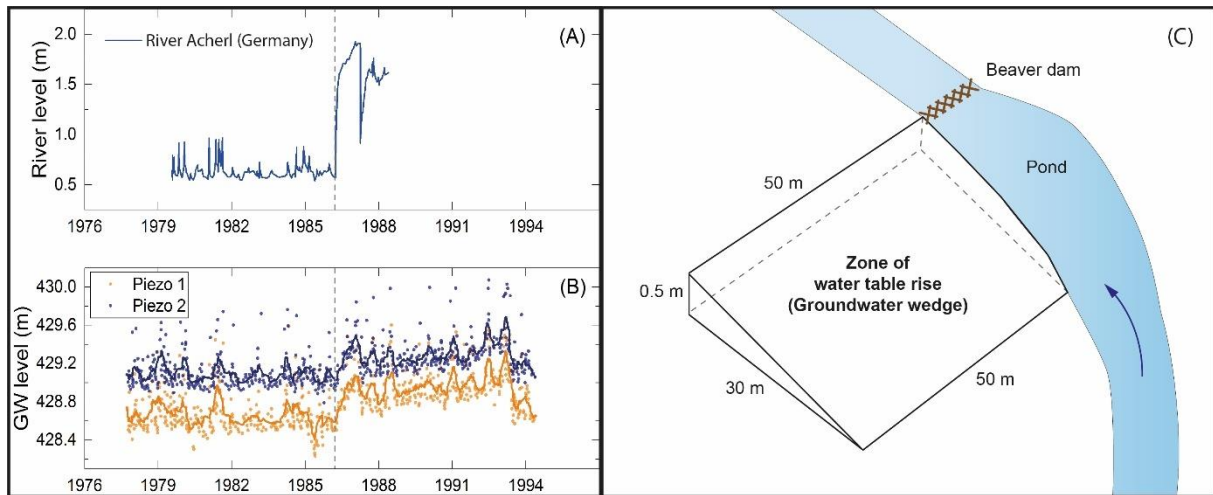 River Acherl (Germany)
(A)
River level (m)
2.0
1.5
1.0
0.5
1976 1979 1982 1985 1988 1991 1994
Piezo 1
Piezo 2
(B)
GW level (m)
430.0
429.6
429.2
428.8
428.4
1976 1979 1982 1985 1988 1991 1994
(C)
Beaver dam
Pond
50 m
0.5 m
Zone of
water table rise
(Groundwater wedge)
30 m
50 m